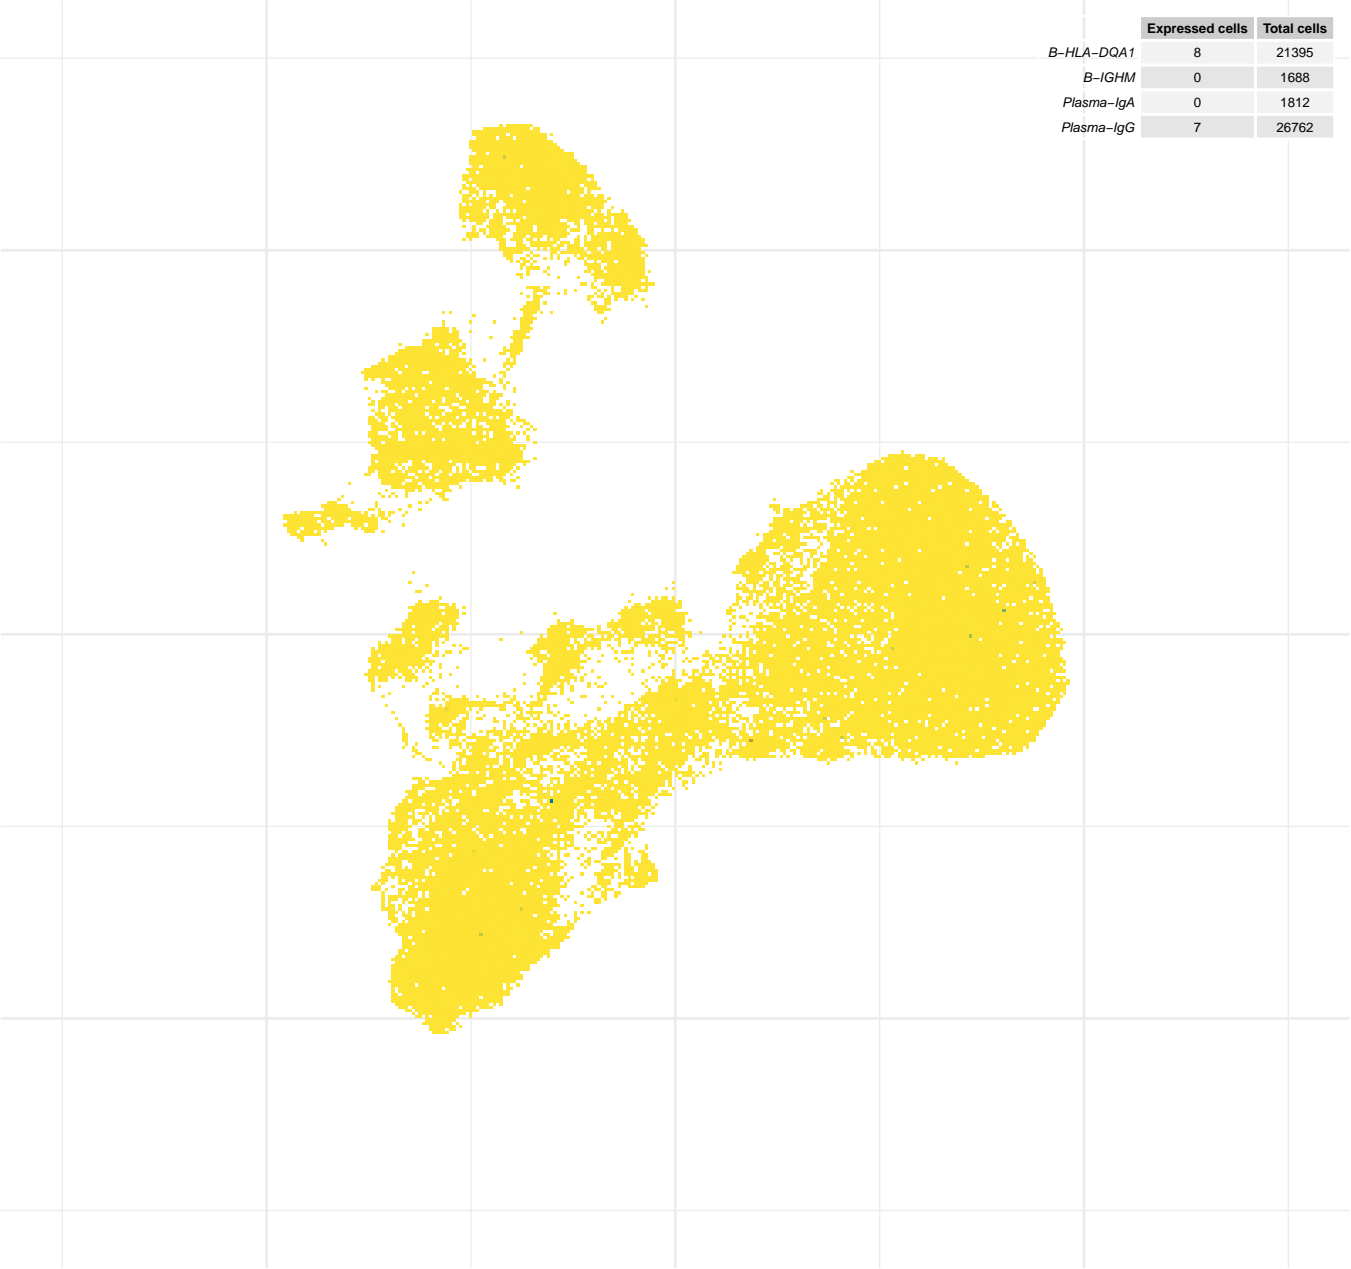 Expressed cells Total cells
B−HLA−DQA1 8 21395
B−IGHM 0 1688
Plasma−IgA 0 1812
Plasma−IgG 7 26762